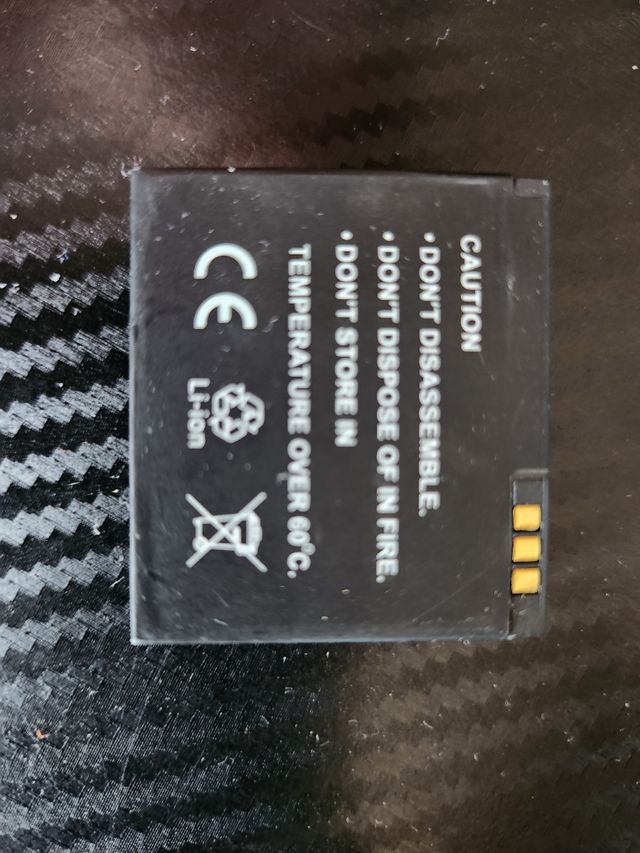 CAUTION
• DON'T DISASSEMBLE.
• DON'T DISPOSE OF IN FIRE.
• DON'T STORE IN
TEMPERATURE OVER 60°C.
CE
Li-ion